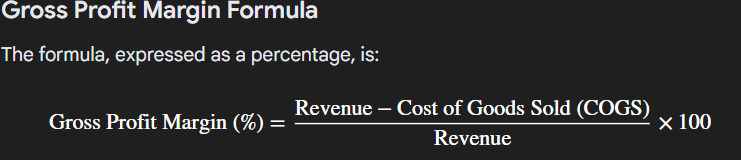 Gross Profit Margin Formula
The formula, expressed as a percentage, is:
Gross Profit Margin (%) = Revenue − Cost of Goods Sold (COGS) / Revenue × 100